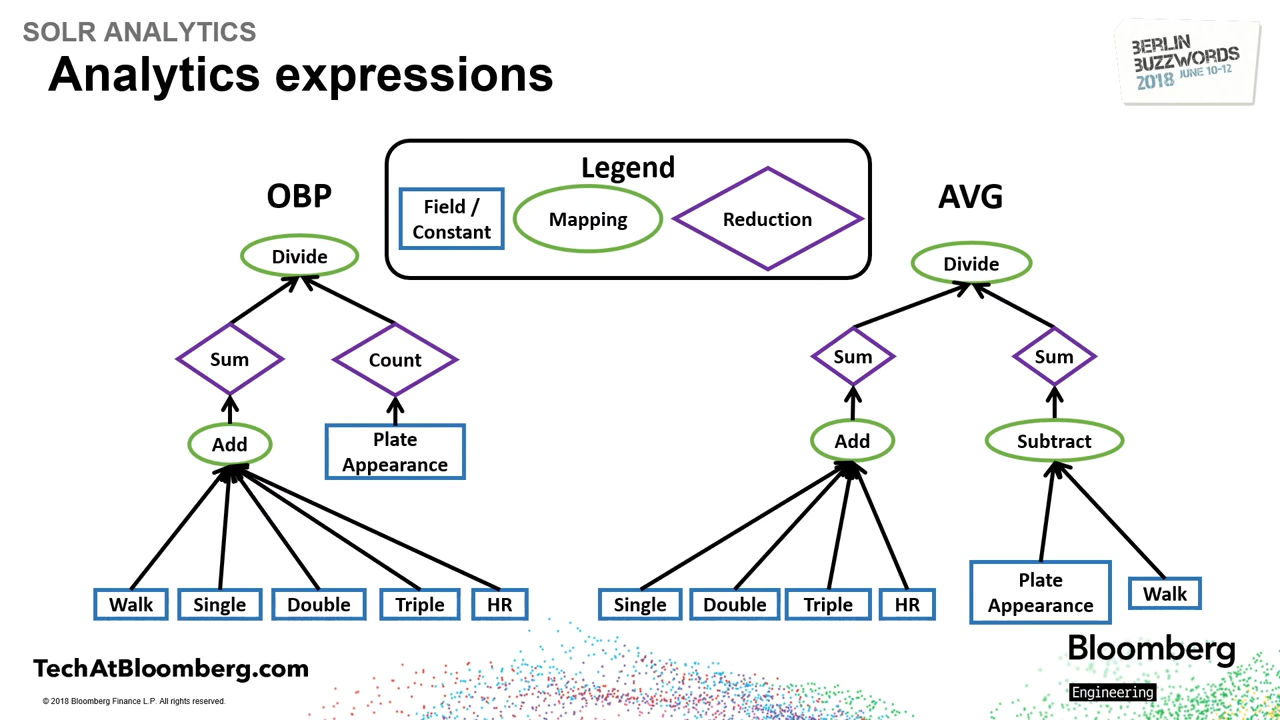 SOLR ANALYTICS
Analytics expressions
BERLIN
BUZZWORDS
2018 JUNE 10-12
Legend
Field /
Constant
Mapping
Reduction
OBP
Divide
Sum
Count
Add
Plate
Appearance
Walk
Single
Double
Triple
HR
AVG
Divide
Sum
Sum
Add
Subtract
Single
Double
Triple
HR
Plate
Appearance
Walk
TechAtBloomberg.com
© 2018 Bloomberg Finance L.P. All rights reserved.
Bloomberg
Engineering